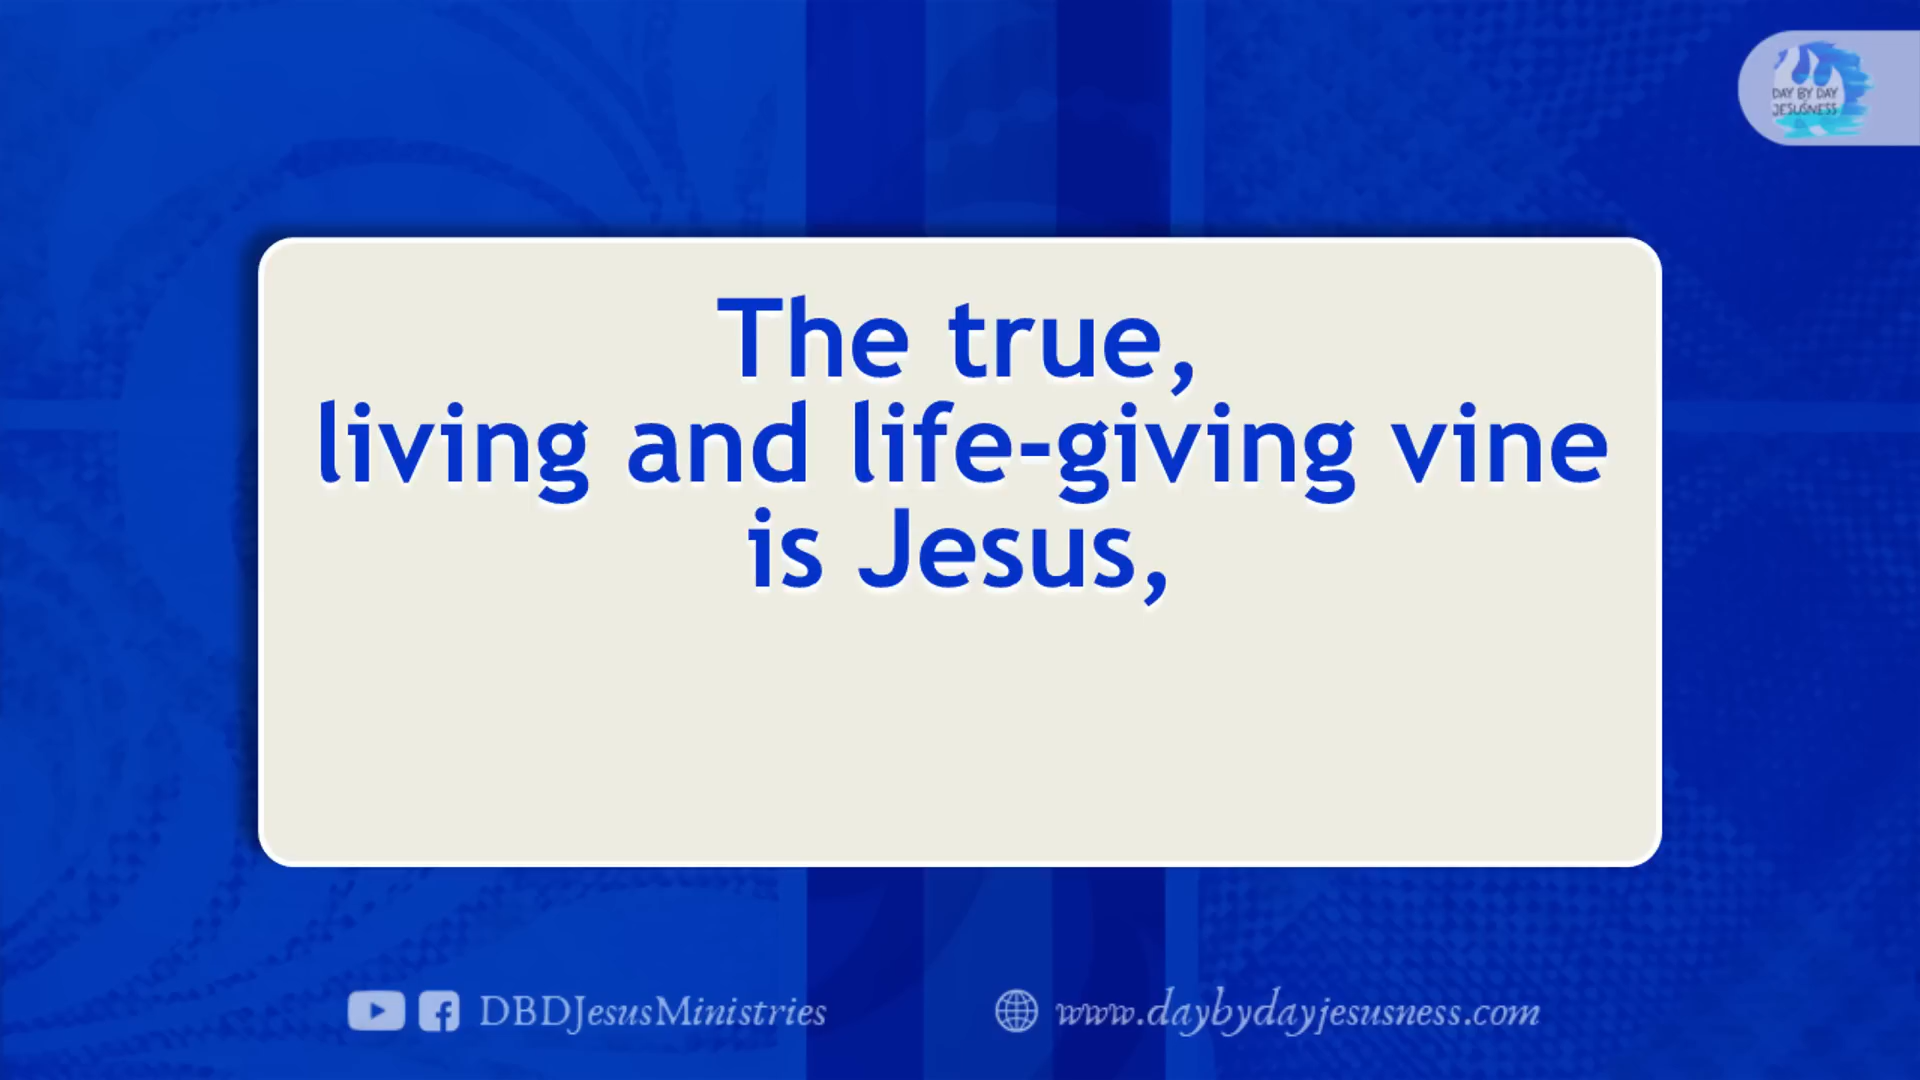 DAY BY DAY
JESUSNESS
The true,
living and life-giving vine
is Jesus,
DBDJesusMinistries
www.daybydayjesusness.com